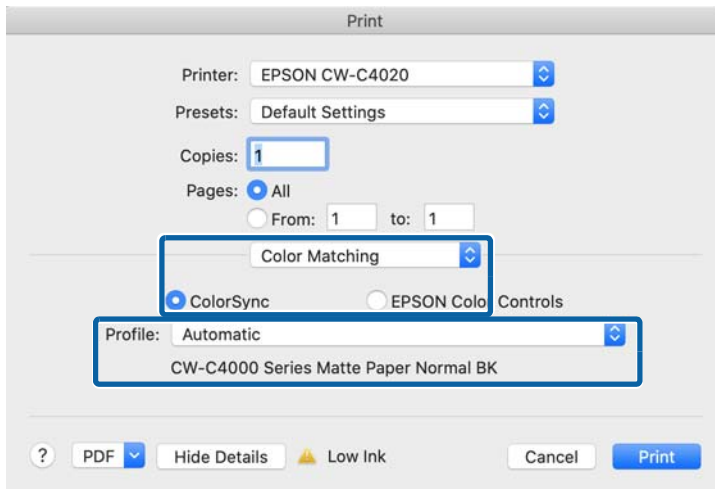 Print
Printer: EPSON CW-C4020
Presets: Default Settings
Copies: 1
Pages: All
From: 1 to: 1
Color Matching
ColorSync EPSON Color Controls
Profile: Automatic
CW-C4000 Series Matte Paper Normal BK
? PDF Hide Details Low Ink Cancel Print